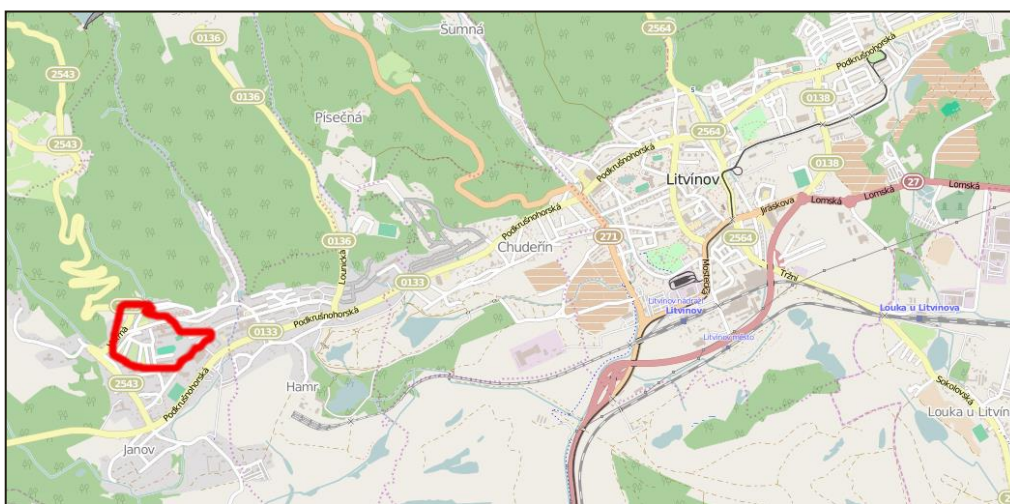 Šumná
2564
0136
Podkrušnohorská
2543
0136
0138
Písečná
2543
2564
Podkrušnohorská
0138
Litvínov
27
Lomská
Lomská
Lomská
Jiráskova
0136
Chudeřín
271
2564
Lounická
Mostecká
Tržní
0133
Litvínov nádraží
Litvínov
Louka u Litvínova
Podkrušnohorská
0133
Litvínov město
2543
Hamr
Sokolovská
Podkrušnohorská
Louka u Litvín
Janov